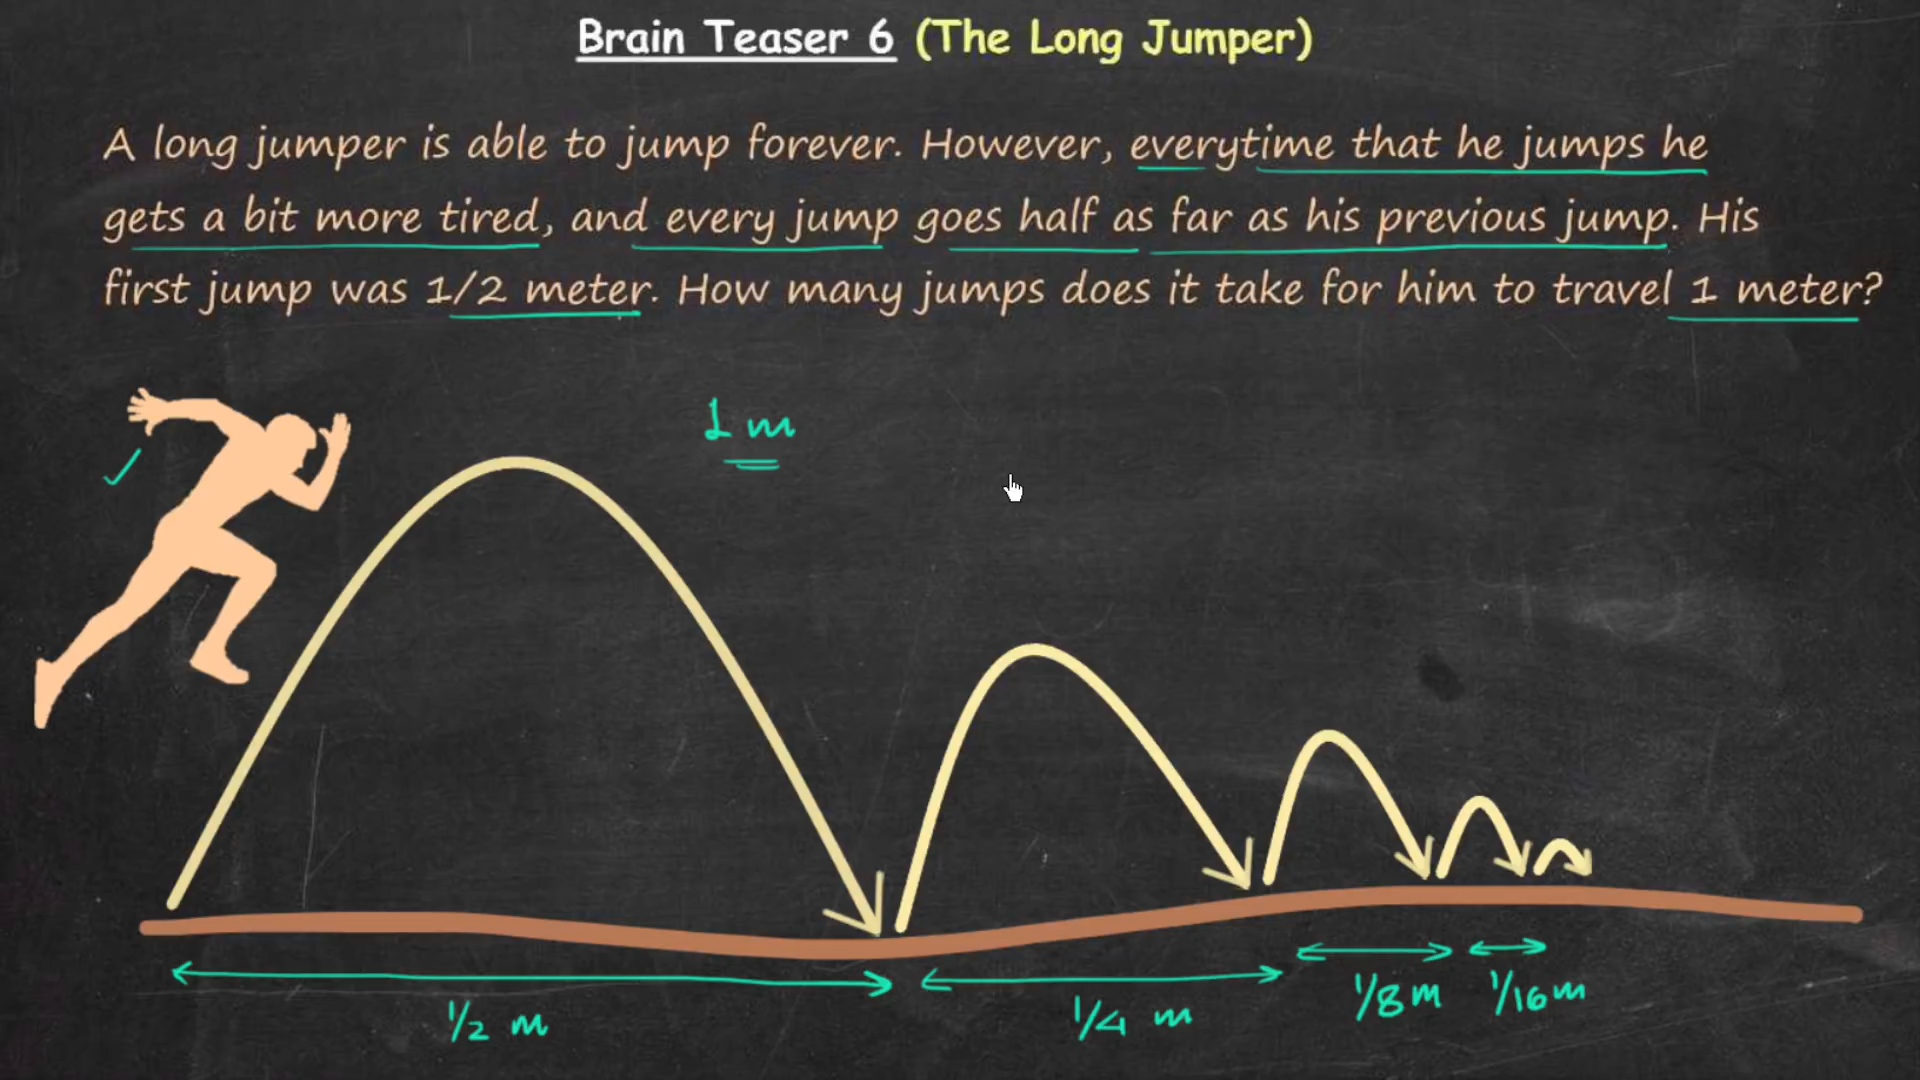 Brain Teaser 6 (The Long Jumper)
A long jumper is able to jump forever. However, everytime that he jumps he
gets a bit more tired, and every jump goes half as far as his previous jump. His
first jump was 1/2 meter. How many jumps does it take for him to travel 1 meter?
1 m
1/2 m
1/4 m
1/8 m
1/16 m